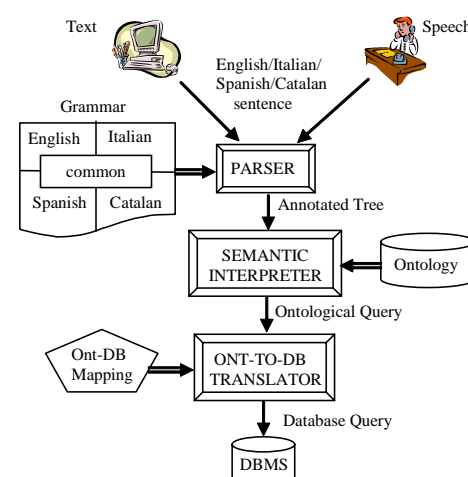 Text
Speech
English/Italian/
Spanish/Catalan
sentence
Grammar
English
Italian
common
Spanish
Catalan
PARSER
Annotated Tree
SEMANTIC
INTERPRETER
Ontology
Ontological Query
Ont-DB
Mapping
ONT-TO-DB
TRANSLATOR
Database Query
DBMS